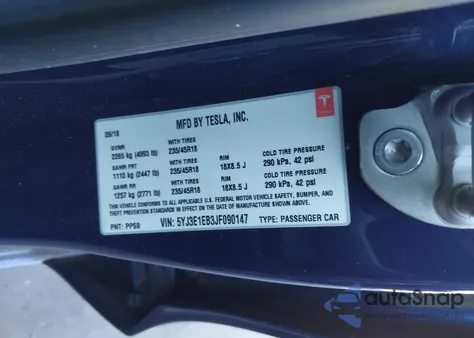 09/18
MFD BY TESLA, INC.
TESLA
GVWR WITH TIRES
2265 kg (4993 lb) 235/45R18 RIM COLD TIRE PRESSURE
GAWR FRT WITH TIRES 18X8.5 J 290 kPa, 42 psi
1110 kg (2447 lb) 235/45R18
GAWR RR WITH TIRES RIM COLD TIRE PRESSURE
1257 kg (2771 lb) 235/45R18 18X8.5 J 290 kPa, 42 psi
THIS VEHICLE CONFORMS TO ALL APPLICABLE U.S. FEDERAL MOTOR VEHICLE SAFETY, BUMPER, AND
THEFT PREVENTION STANDARDS IN EFFECT ON THE DATE OF MANUFACTURE SHOWN ABOVE.
PNT: PPSB VIN: 5YJ3E1EB3JF090147 TYPE: PASSENGER CAR
autoSnap